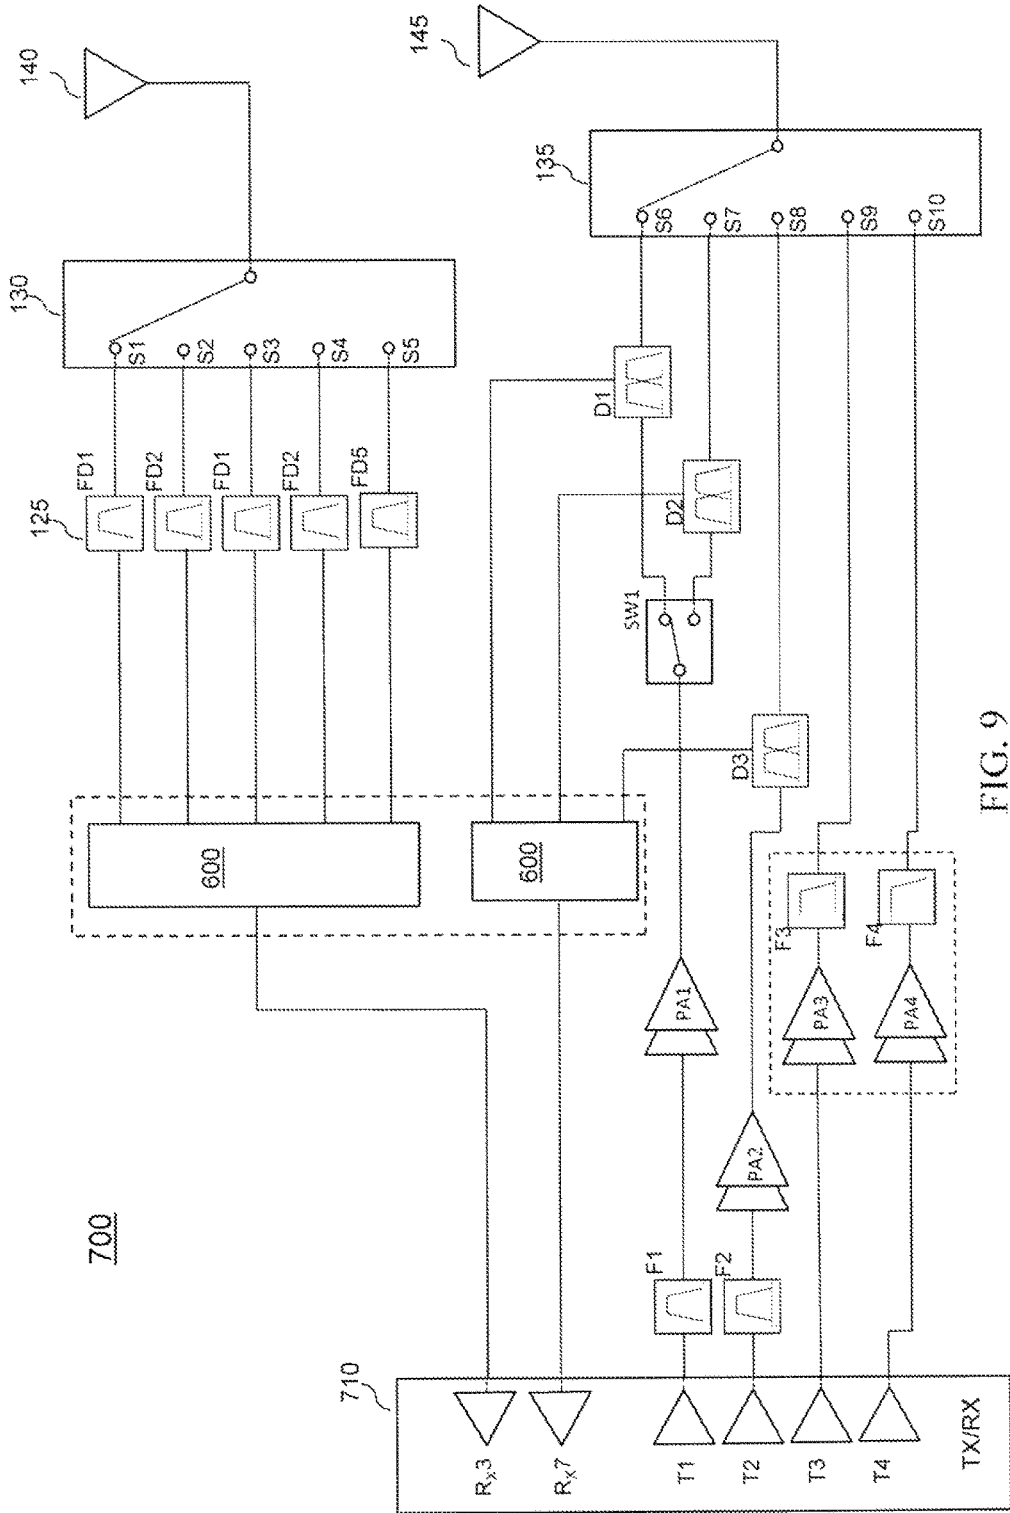 700
140
145
130
135
S1
S2
S3
S4
S5
S6
S7
S8
S9
S10
125
FD1
FD2
FD1
FD2
FD5
D1
D2
SW1
D3
600
600
PA1
PA2
F3
PA3
F4
PA4
F1
F2
710
RX3
RX7
T1
T2
T3
T4
TX/RX
FIG. 9